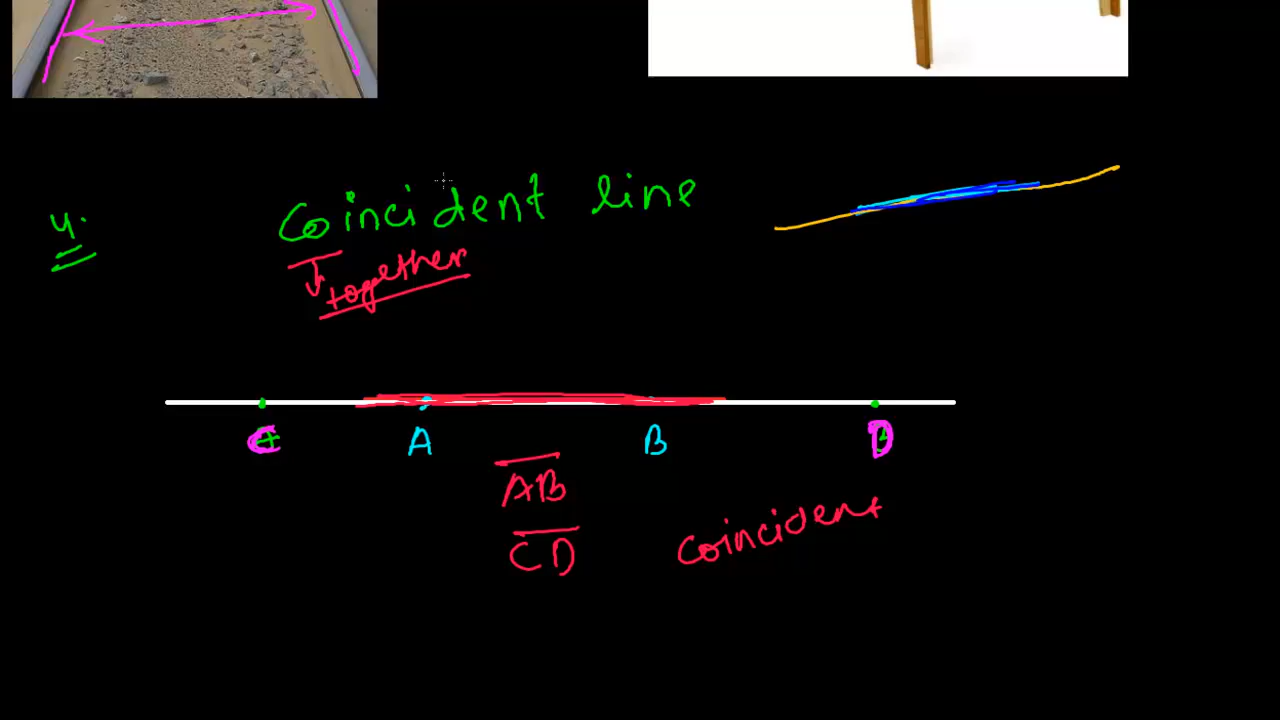 4. Coincident line
together
C A B D
AB
CD coincident